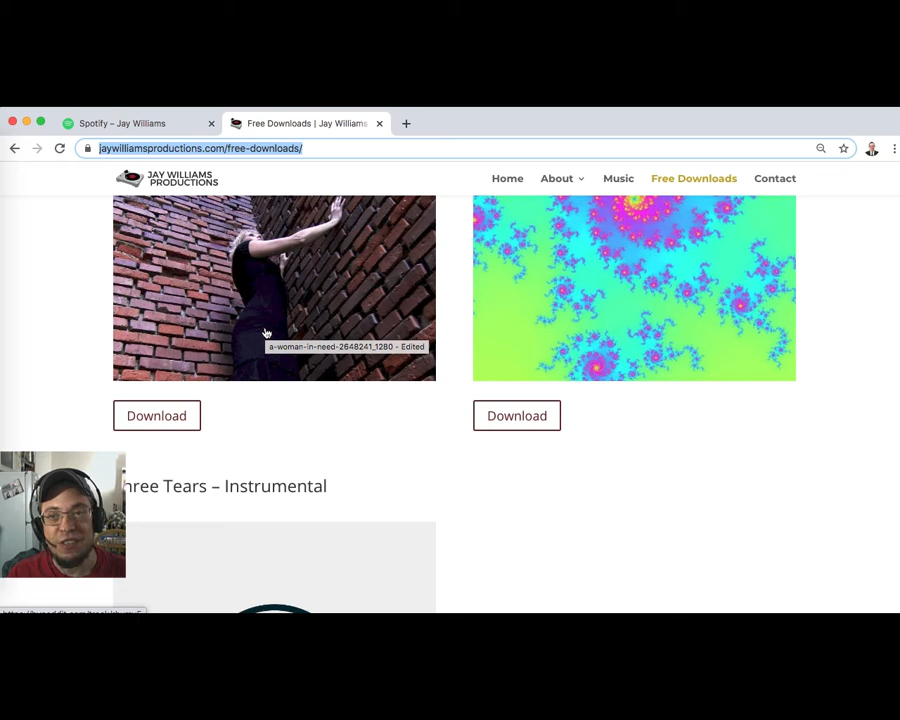 Spotify – Jay Williams
Free Downloads | Jay Williams
jaywilliamsproductions.com/free-downloads/
JAY WILLIAMS
PRODUCTIONS
Home
About
Music
Free Downloads
Contact
a-woman-in-need-2648241_1280 - Edited
Download
Download
hree Tears – Instrumental